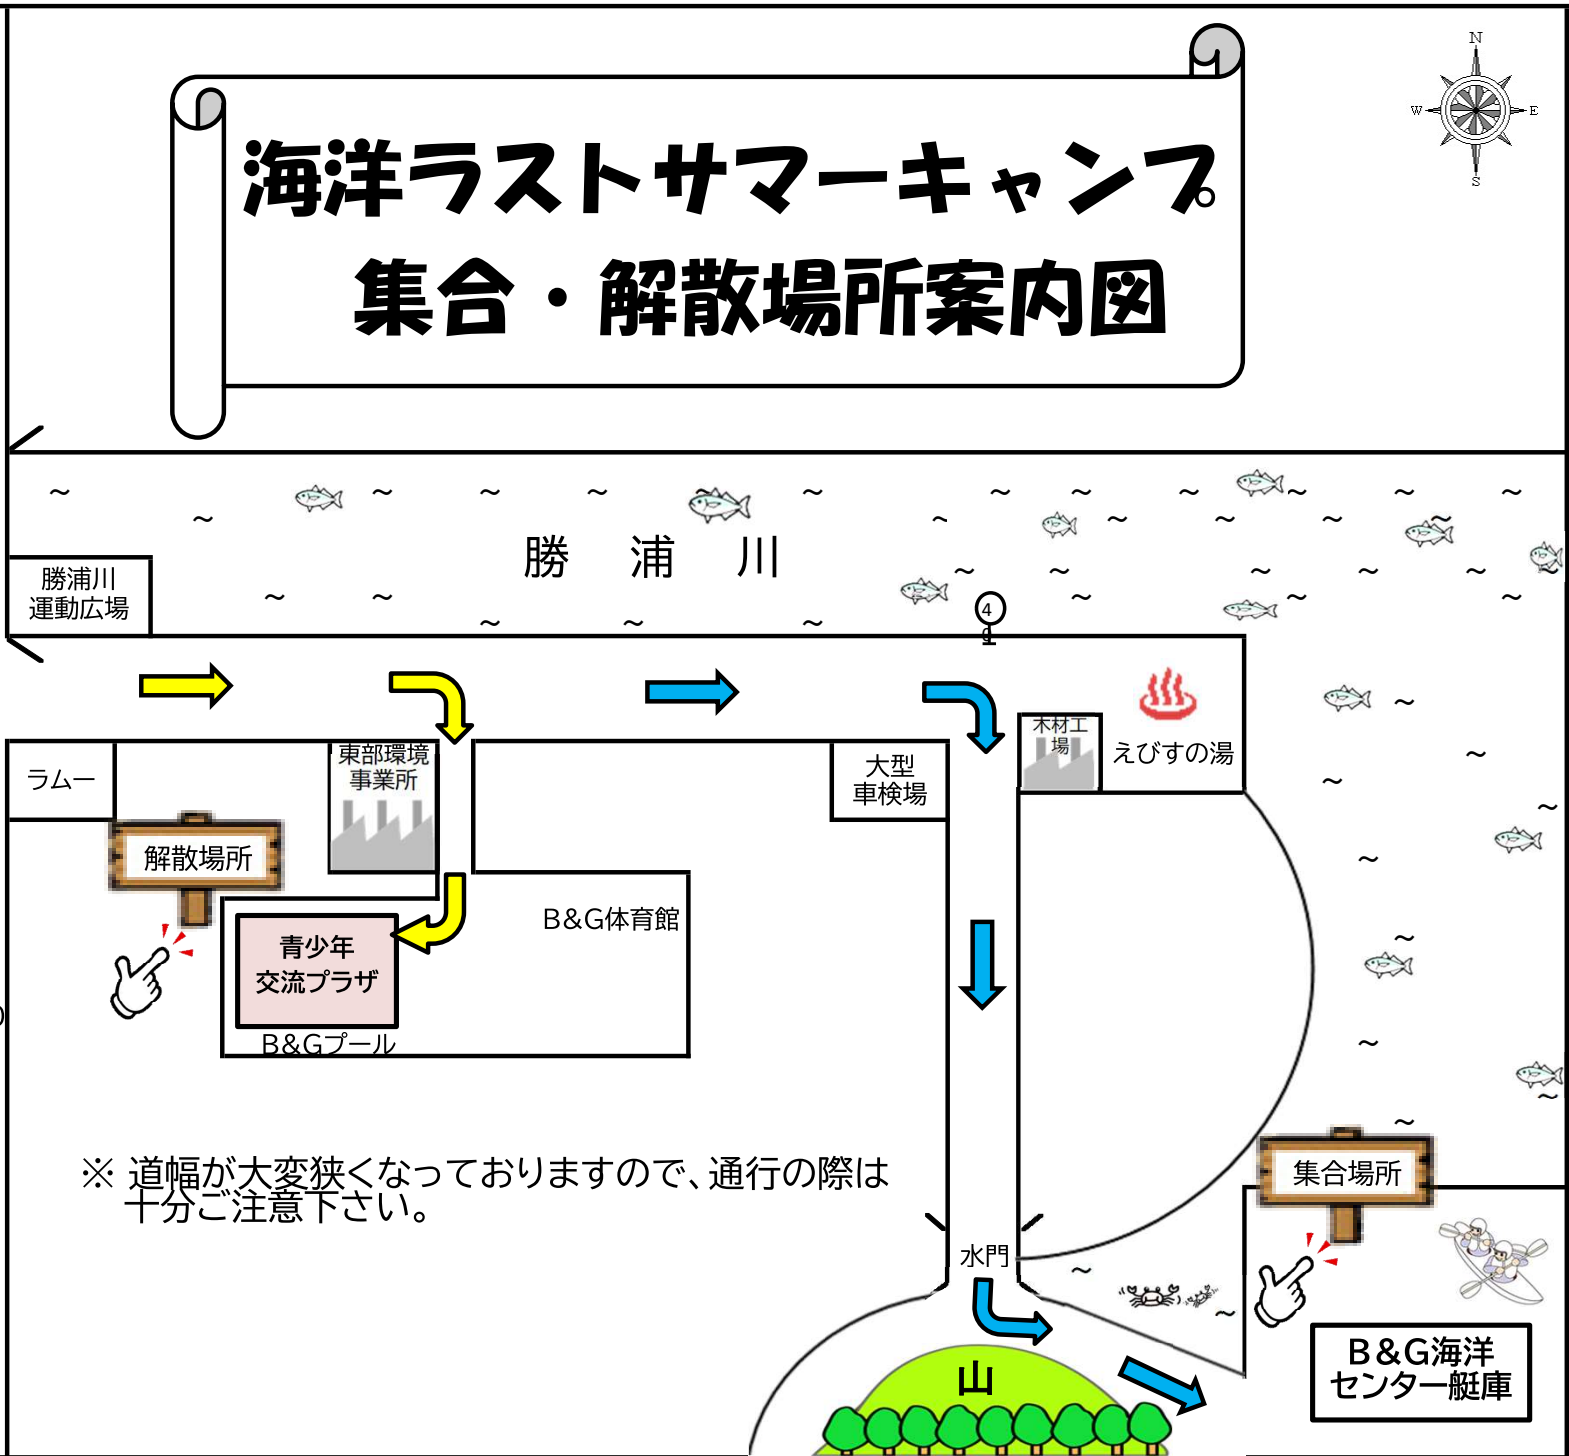 海洋ラストサマーキャンプ
集合・解散場所案内図
N
W
E
S
勝浦川
勝浦川
運動広場
40
木材工
場
えびすの湯
ラムー
東部環境
事業所
大型
車検場
解散場所
B&G体育館
青少年
交流プラザ
B&Gプール
※ 道幅が大変狭くなっておりますので、通行の際は
十分ご注意下さい。
集合場所
水門
B&G海洋
センター艇庫
山